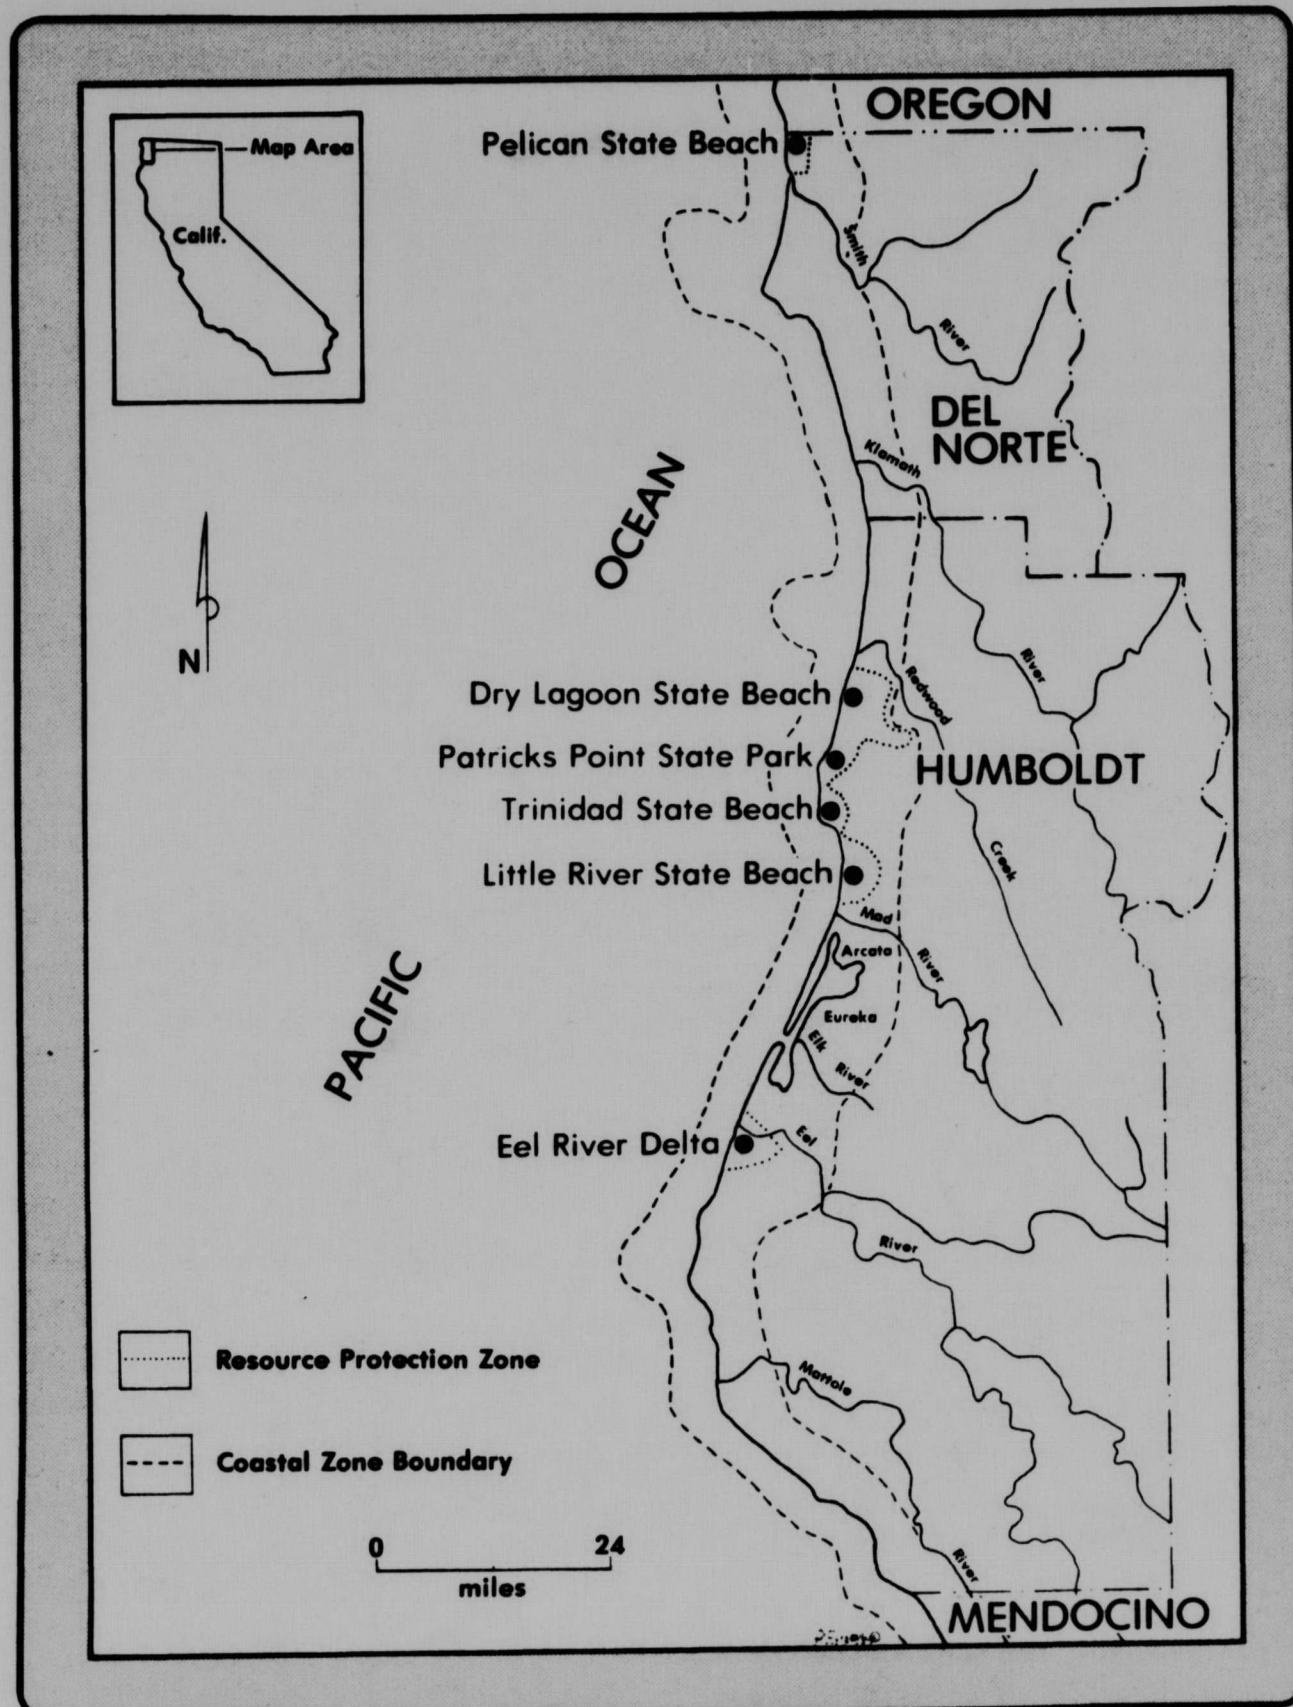 OREGON
Pelican State Beach
Map Area
Calif.
Smith
River
DEL
NORTE
Klamath
OCEAN
N
River
Redwood
Dry Lagoon State Beach
Patricks Point State Park
HUMBOLDT
Trinidad State Beach
Creek
Little River State Beach
Mad
River
Arcata
PACIFIC
Eureka
Elk
River
Eel River Delta
Eel
River
Resource Protection Zone
Mattole
Coastal Zone Boundary
0 24
miles
River
MENDOCINO